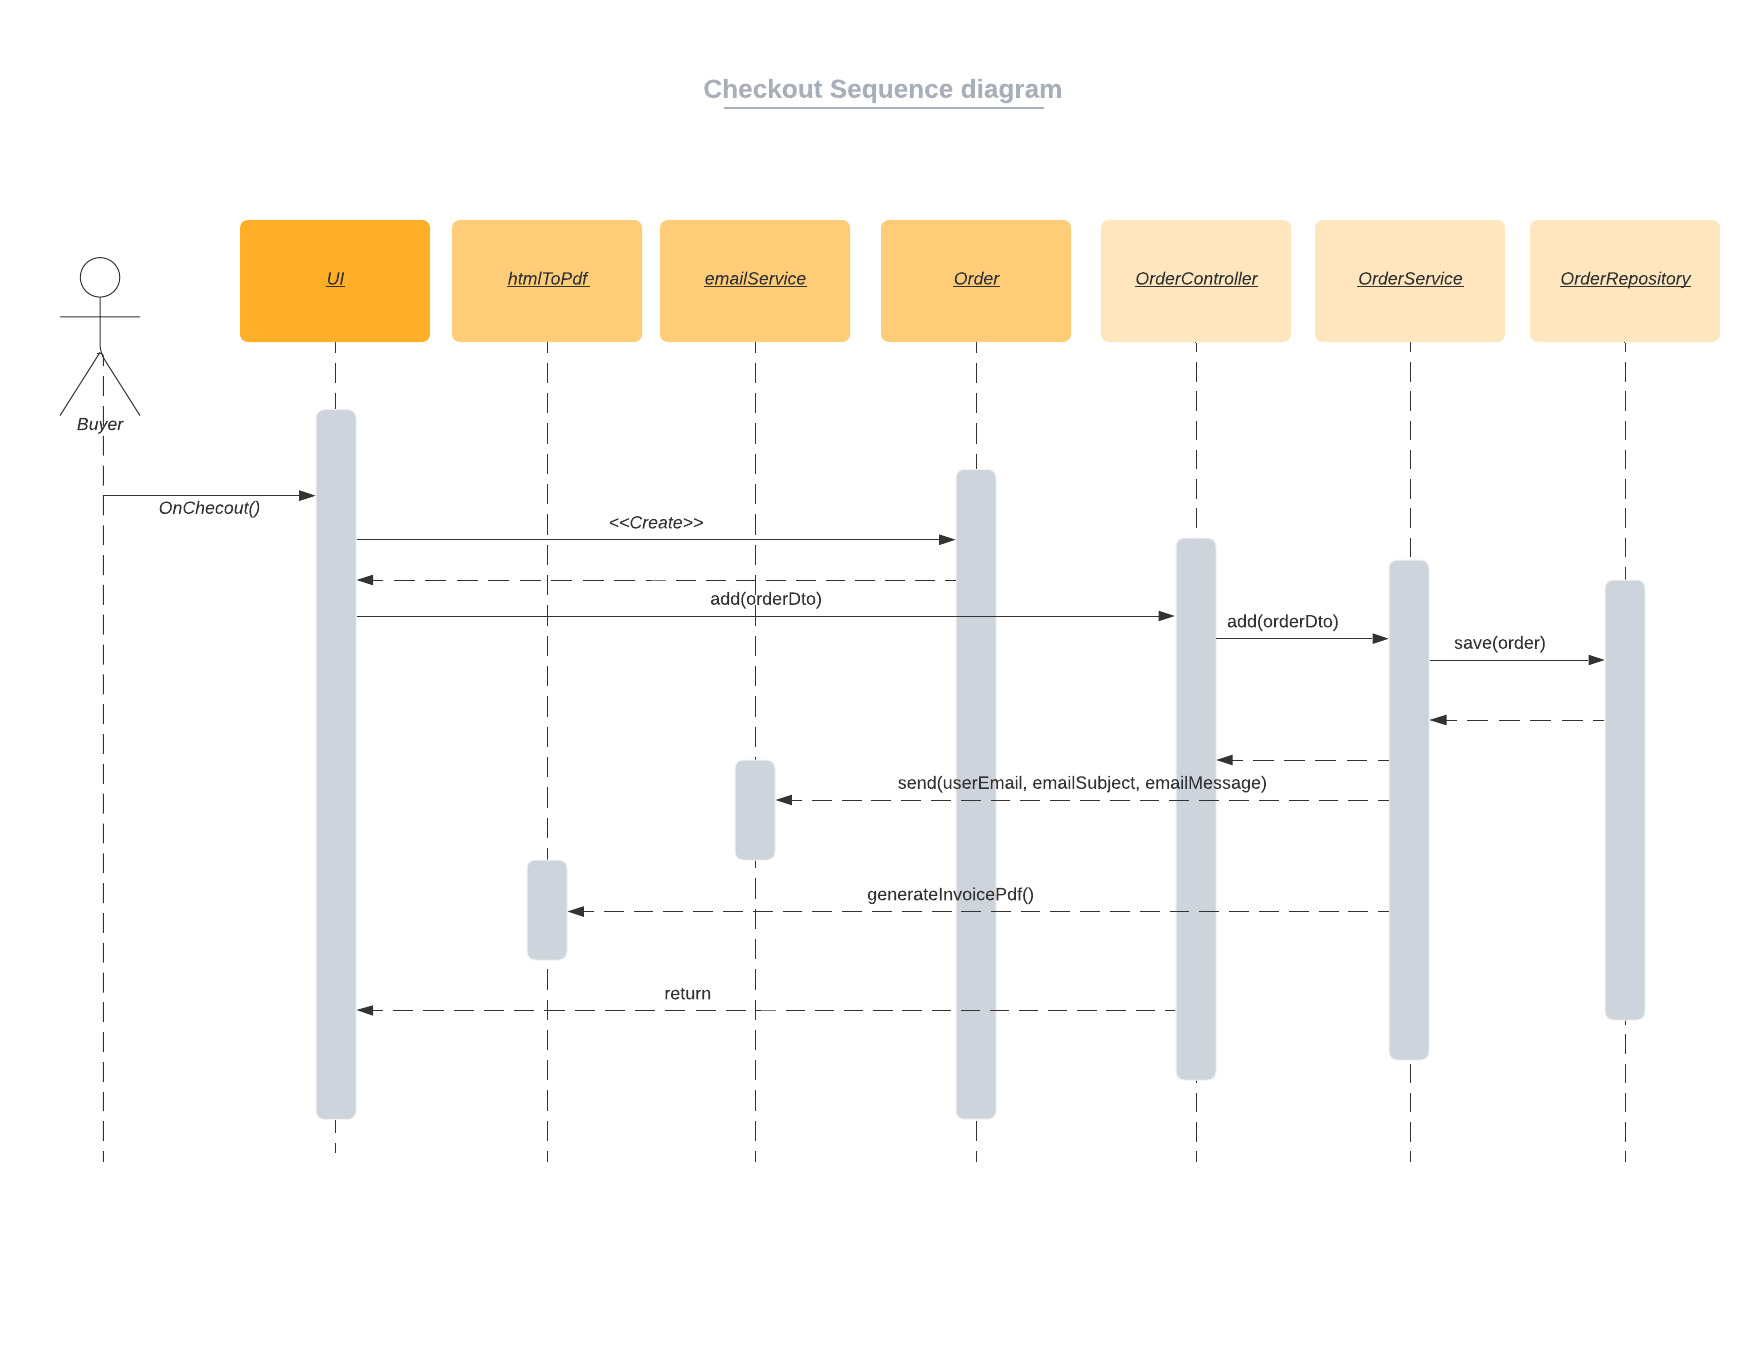 Checkout Sequence diagram
UI
htmlToPdf
emailService
Order
OrderController
OrderService
OrderRepository
Buyer
OnChecout()
<<Create>>
add(orderDto)
add(orderDto)
save(order)
send(userEmail, emailSubject, emailMessage)
generateInvoicePdf()
return